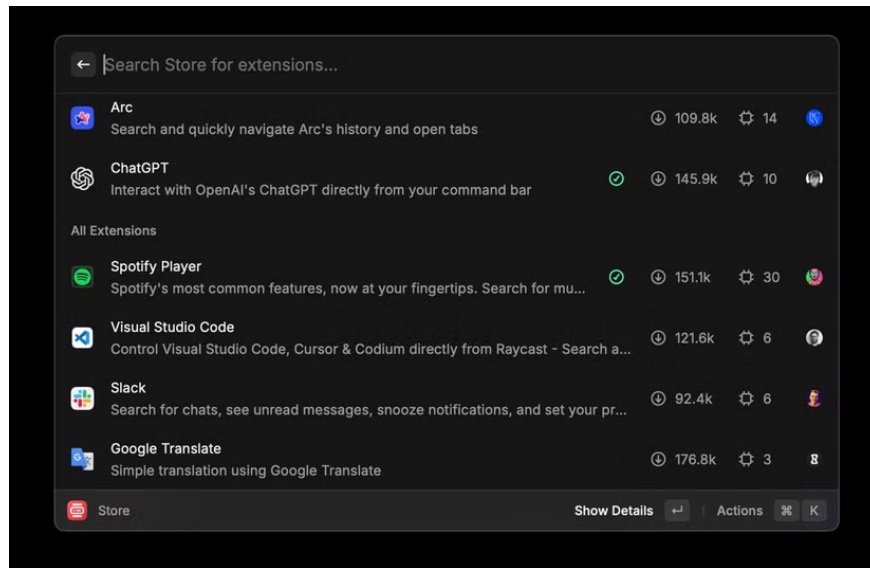 Search Store for extensions...
Arc
Search and quickly navigate Arc's history and open tabs
109.8k 14
ChatGPT
Interact with OpenAI's ChatGPT directly from your command bar
145.9k 10
All Extensions
Spotify Player
Spotify's most common features, now at your fingertips. Search for mu...
151.1k 30
Visual Studio Code
Control Visual Studio Code, Cursor & Codium directly from Raycast - Search a...
121.6k 6
Slack
Search for chats, see unread messages, snooze notifications, and set your pr...
92.4k 6
Google Translate
Simple translation using Google Translate
176.8k 3
Store Show Details Actions ⌘ K